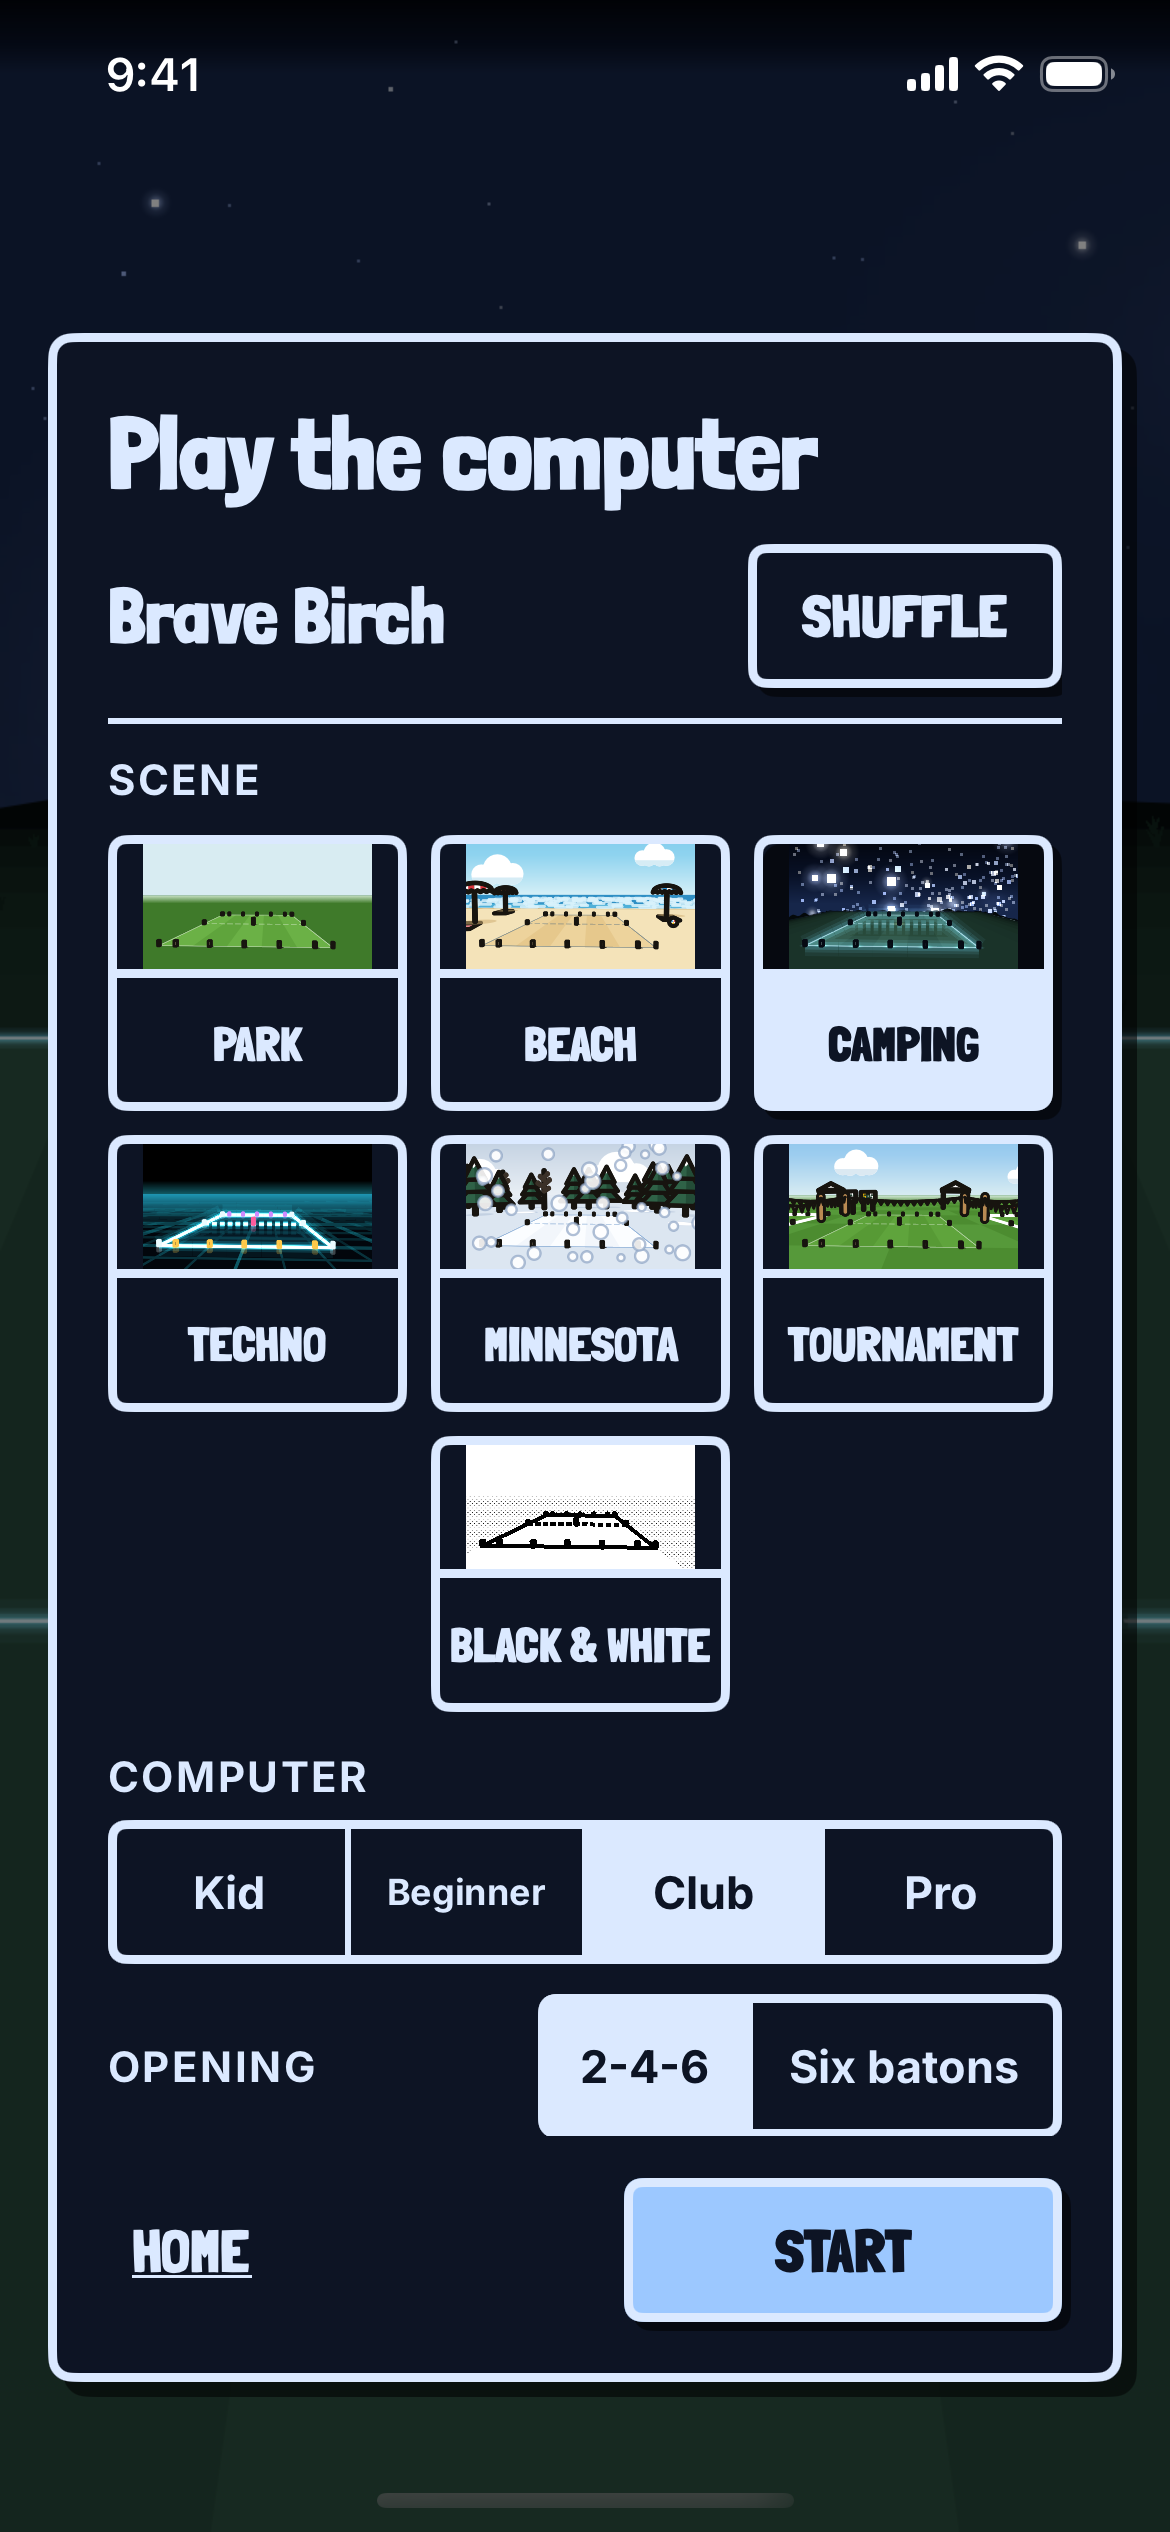 9:41
Play the computer
Brave Birch
SHUFFLE
SCENE
PARK
BEACH
CAMPING
TECHNO
MINNESOTA
TOURNAMENT
BLACK & WHITE
COMPUTER
Kid
Beginner
Club
Pro
OPENING
2-4-6
Six batons
HOME
START